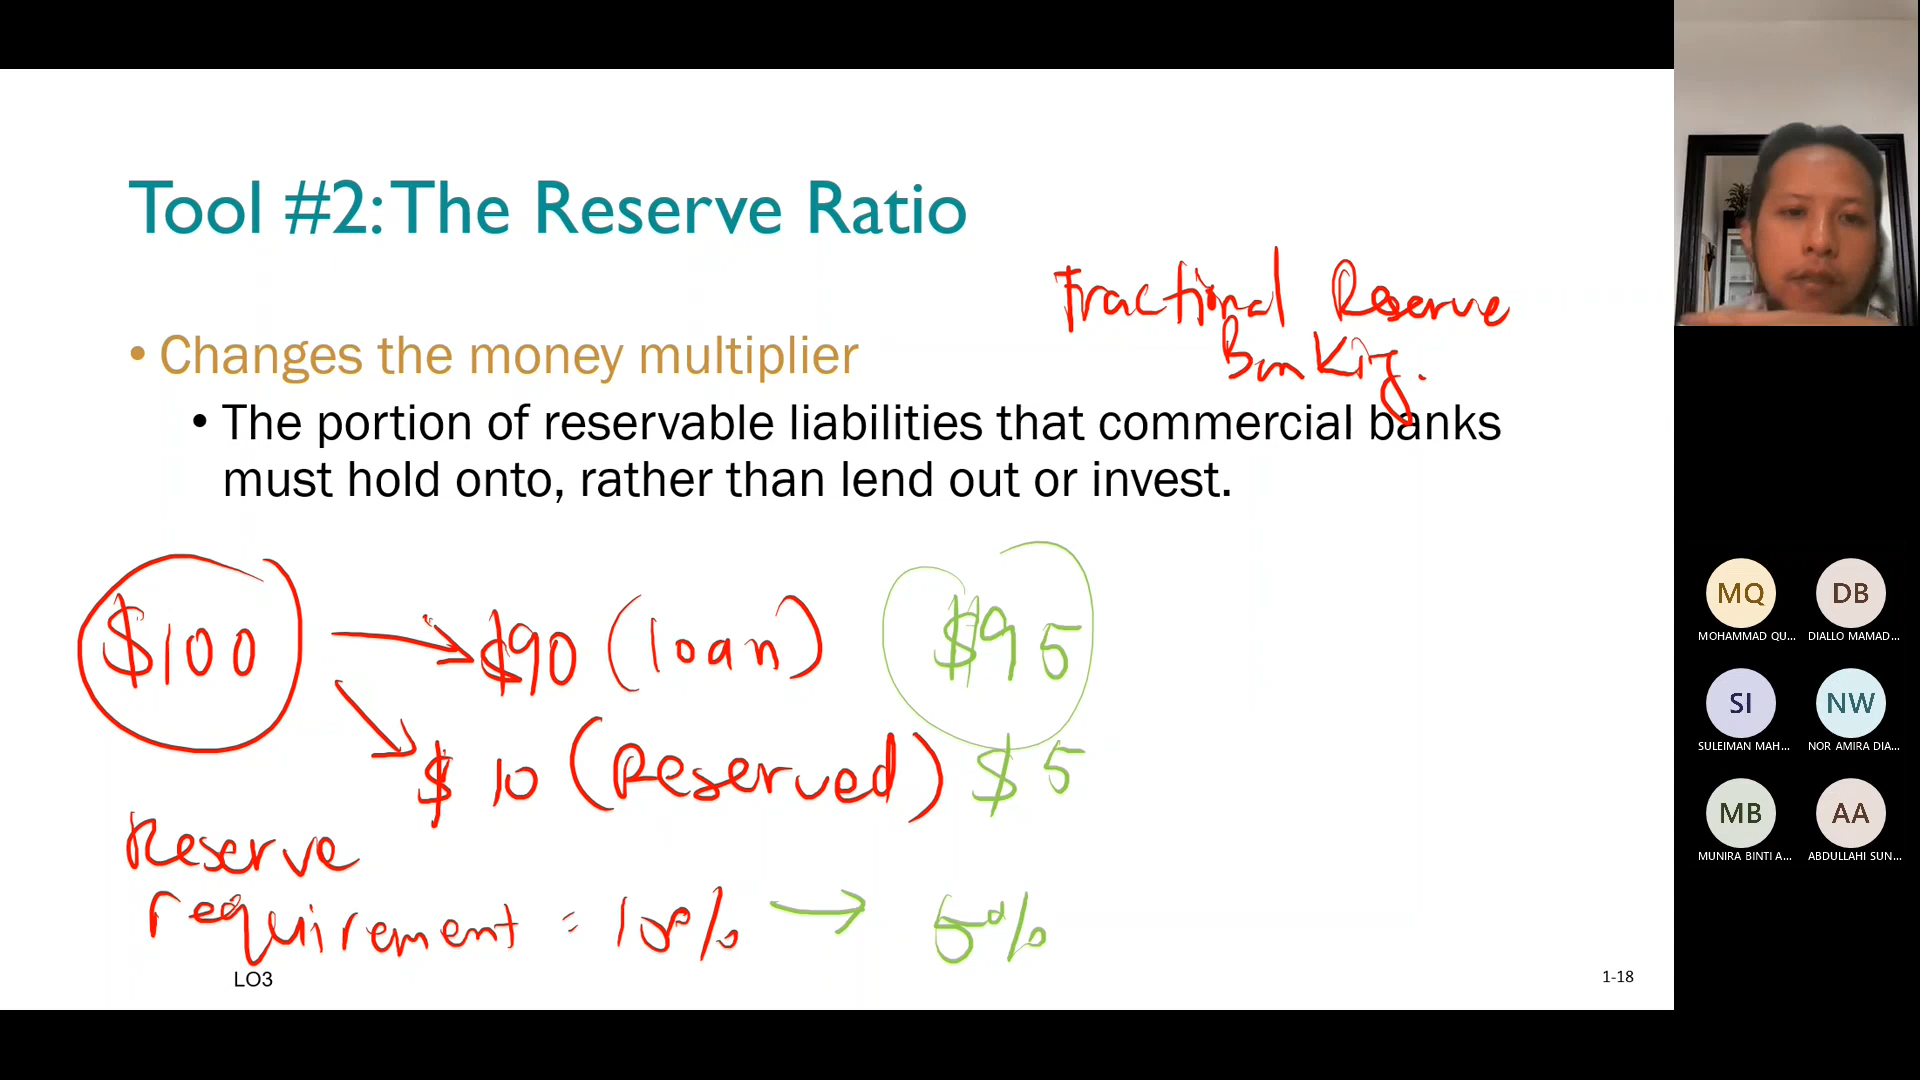 Tool #2: The Reserve Ratio
Fractional Reserve
Banking.
• Changes the money multiplier
• The portion of reservable liabilities that commercial banks
must hold onto, rather than lend out or invest.
$100 $90 (loan) $95
$10 (Reserved) $5
Reserve
requirement = 10% → 5%
LO3
1-18
MQ
MOHAMMAD QU...
DB
DIALLO MAMAD...
SI
SULEIMAN MAH...
NW
NOR AMIRA DIA...
MB
MUNIRA BINTI A...
AA
ABDULLAHI SUN...